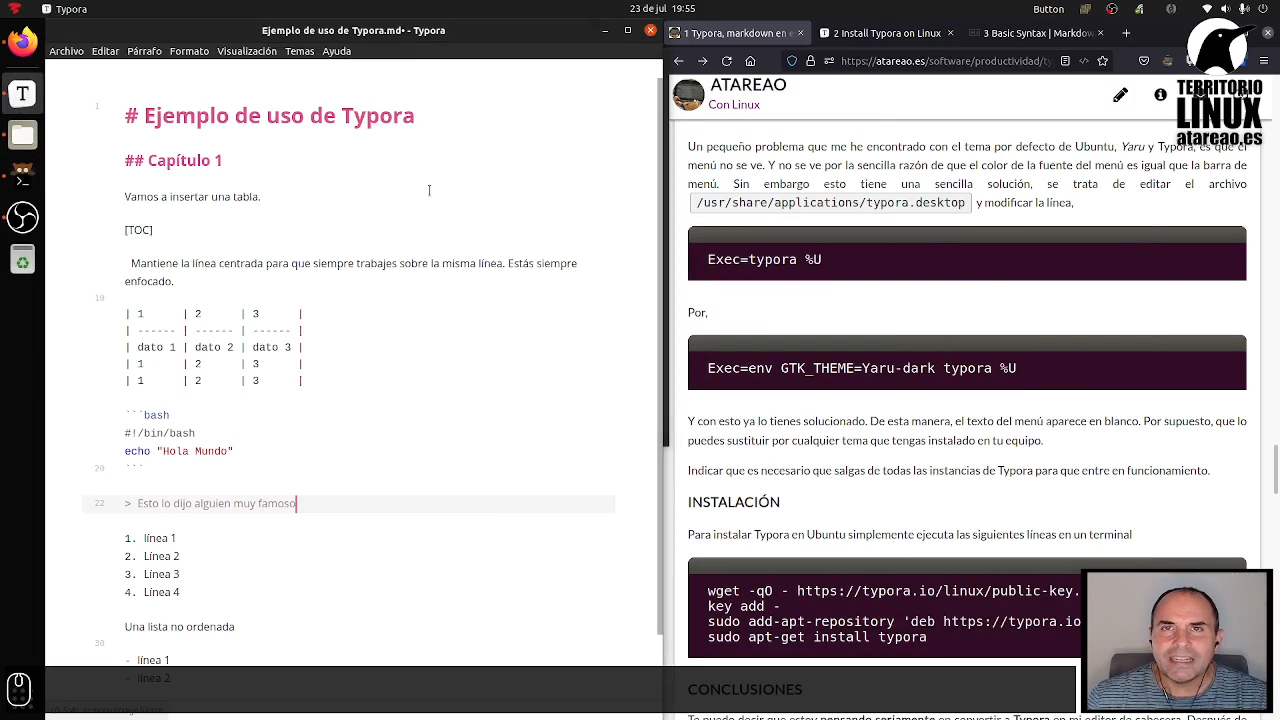 Typora
23 de jul 19:55
Button
Ejemplo de uso de Typora.md• - Typora
Archivo Editar Párrafo Formato Visualización Temas Ayuda
1
# Ejemplo de uso de Typora
## Capítulo 1
Vamos a insertar una tabla.
[TOC]
Mantiene la línea centrada para que siempre trabajes sobre la misma línea. Estás siempre
enfocado.
10
| 1 | 2 | 3 |
| ------ | ------ | ------ |
| dato 1 | dato 2 | dato 3 |
| 1 | 2 | 3 |
| 1 | 2 | 3 |
```bash
#!/bin/bash
echo "Hola Mundo"
20
```
22
> Esto lo dijo alguien muy famoso
1. línea 1
2. Línea 2
3. Línea 3
4. Línea 4
Una lista no ordenada
30
- línea 1
- línea 2
Install Typora on Linux
3 Basic Syntax | Markdow
https://atareao.es/software/productividad/ty
TERRITORIO
LINUX
atareao.es
ATAREAO
Con Linux
Un pequeño problema que me he encontrado con el tema por defecto de Ubuntu, Yaru y Typora, es que el
menú no se ve. Y no se ve por la sencilla razón de que el color de la fuente del menú es igual que la barra de
menú. Sin embargo esto tiene una sencilla solución, se trata de editar el archivo
/usr/share/applications/typora.desktop y modificar la línea,
Exec=typora %U
Por,
Exec=env GTK_THEME=Yaru-dark typora %U
Y con esto ya lo tienes solucionado. De esta manera, el texto del menú aparece en blanco. Por supuesto, que lo
puedes sustituir por cualquier tema que tengas instalado en tu equipo.
Indicar que es necesario que salgas de todas las instancias de Typora para que entre en funcionamiento.
INSTALACIÓN
Para instalar Typora en Ubuntu simplemente ejecuta las siguientes líneas en un terminal
wget -qO - https://typora.io/linux/public-key.
key add -
sudo add-apt-repository 'deb https://typora.io
sudo apt-get install typora
CONCLUSIONES